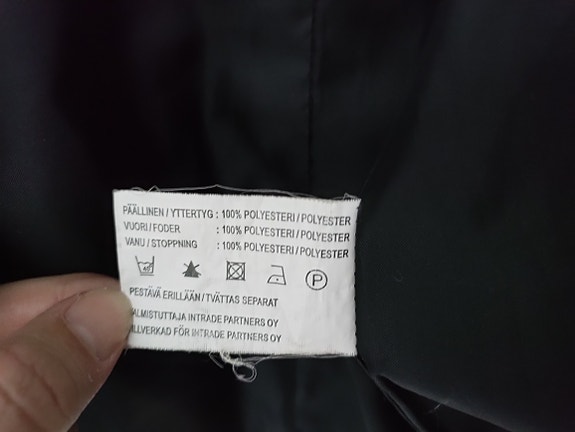 PÄÄLLINEN / YTTERTYG : 100% POLYESTERI / POLYESTER
VUORI / FODER : 100% POLYESTERI / POLYESTER
VANU / STOPPNING : 100% POLYESTERI / POLYESTER
P
PESTÄVÄ ERILLÄÄN / TVÄTTAS SEPARAT
ALMISTUTTAJA INTRADE PARTNERS OY
ILLVERKAD FÖR INTRADE PARTNERS OY